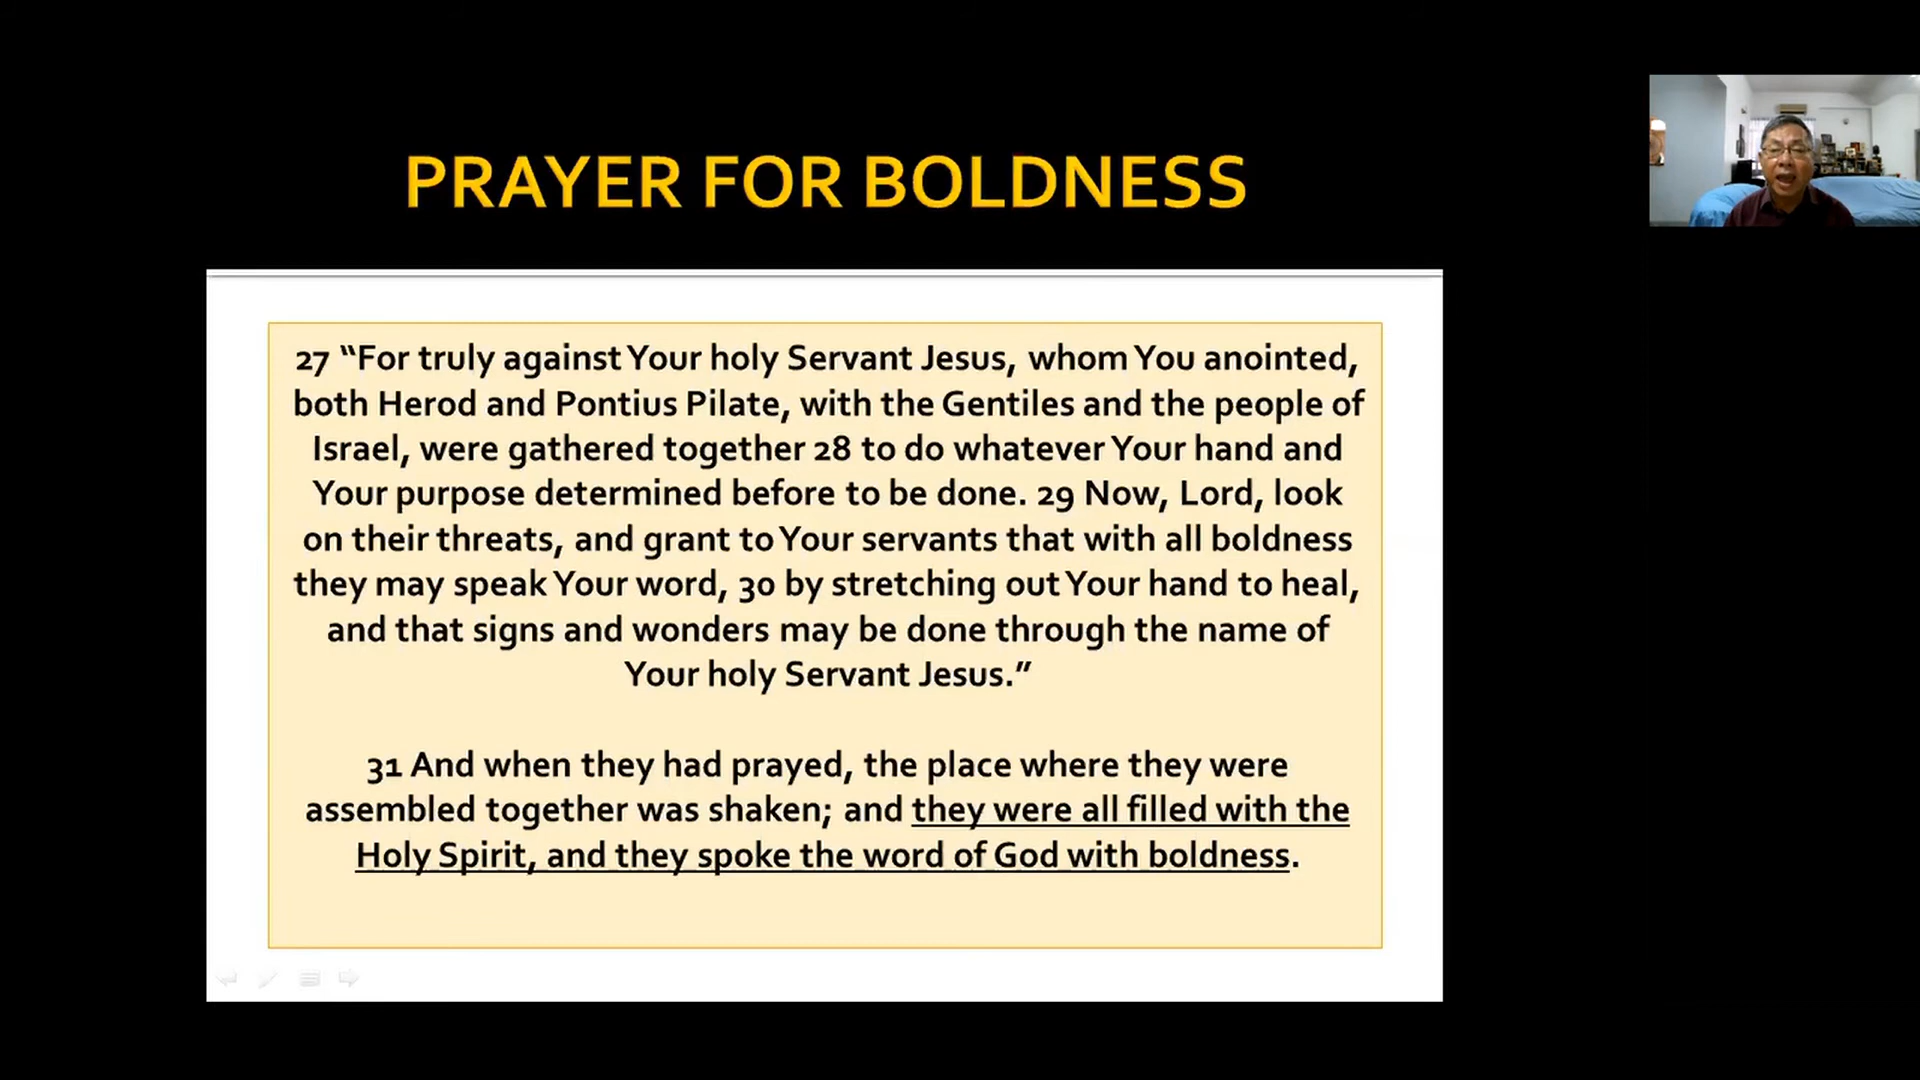 PRAYER FOR BOLDNESS
27 “For truly against Your holy Servant Jesus, whom You anointed,
both Herod and Pontius Pilate, with the Gentiles and the people of
Israel, were gathered together 28 to do whatever Your hand and
Your purpose determined before to be done. 29 Now, Lord, look
on their threats, and grant to Your servants that with all boldness
they may speak Your word, 30 by stretching out Your hand to heal,
and that signs and wonders may be done through the name of
Your holy Servant Jesus.”
31 And when they had prayed, the place where they were
assembled together was shaken; and they were all filled with the
Holy Spirit, and they spoke the word of God with boldness.